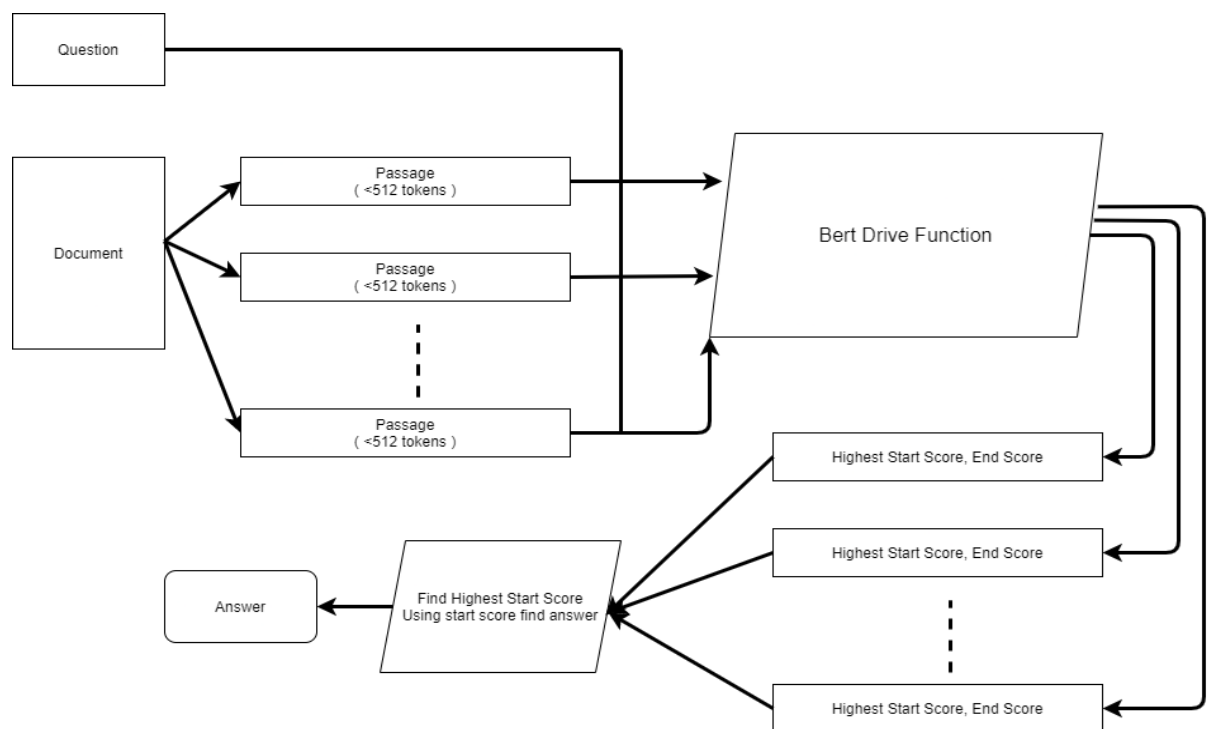 Question
Document
Passage
( <512 tokens )
Passage
( <512 tokens )
Passage
( <512 tokens )
Bert Drive Function
Highest Start Score, End Score
Highest Start Score, End Score
Highest Start Score, End Score
Find Highest Start Score
Using start score find answer
Answer